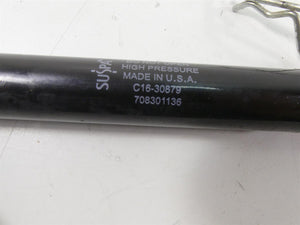 SUSPA
HIGH PRESSURE
MADE IN U.S.A.
C16-30879
708301136